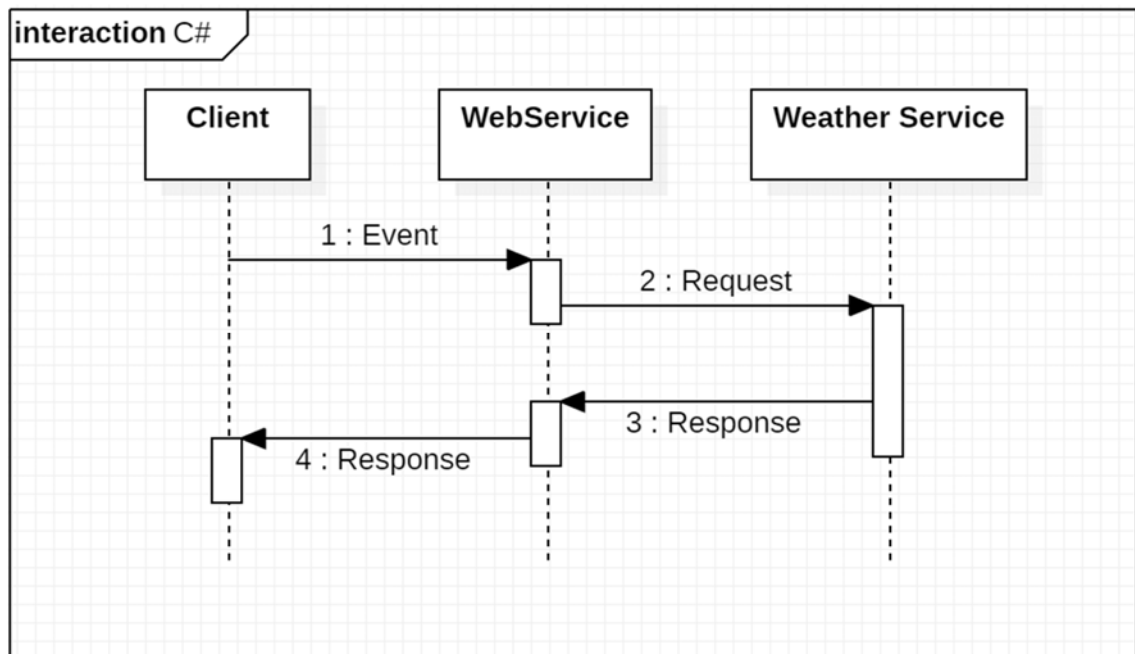 interaction C#
Client
WebService
Weather Service
1 : Event
2 : Request
3 : Response
4 : Response